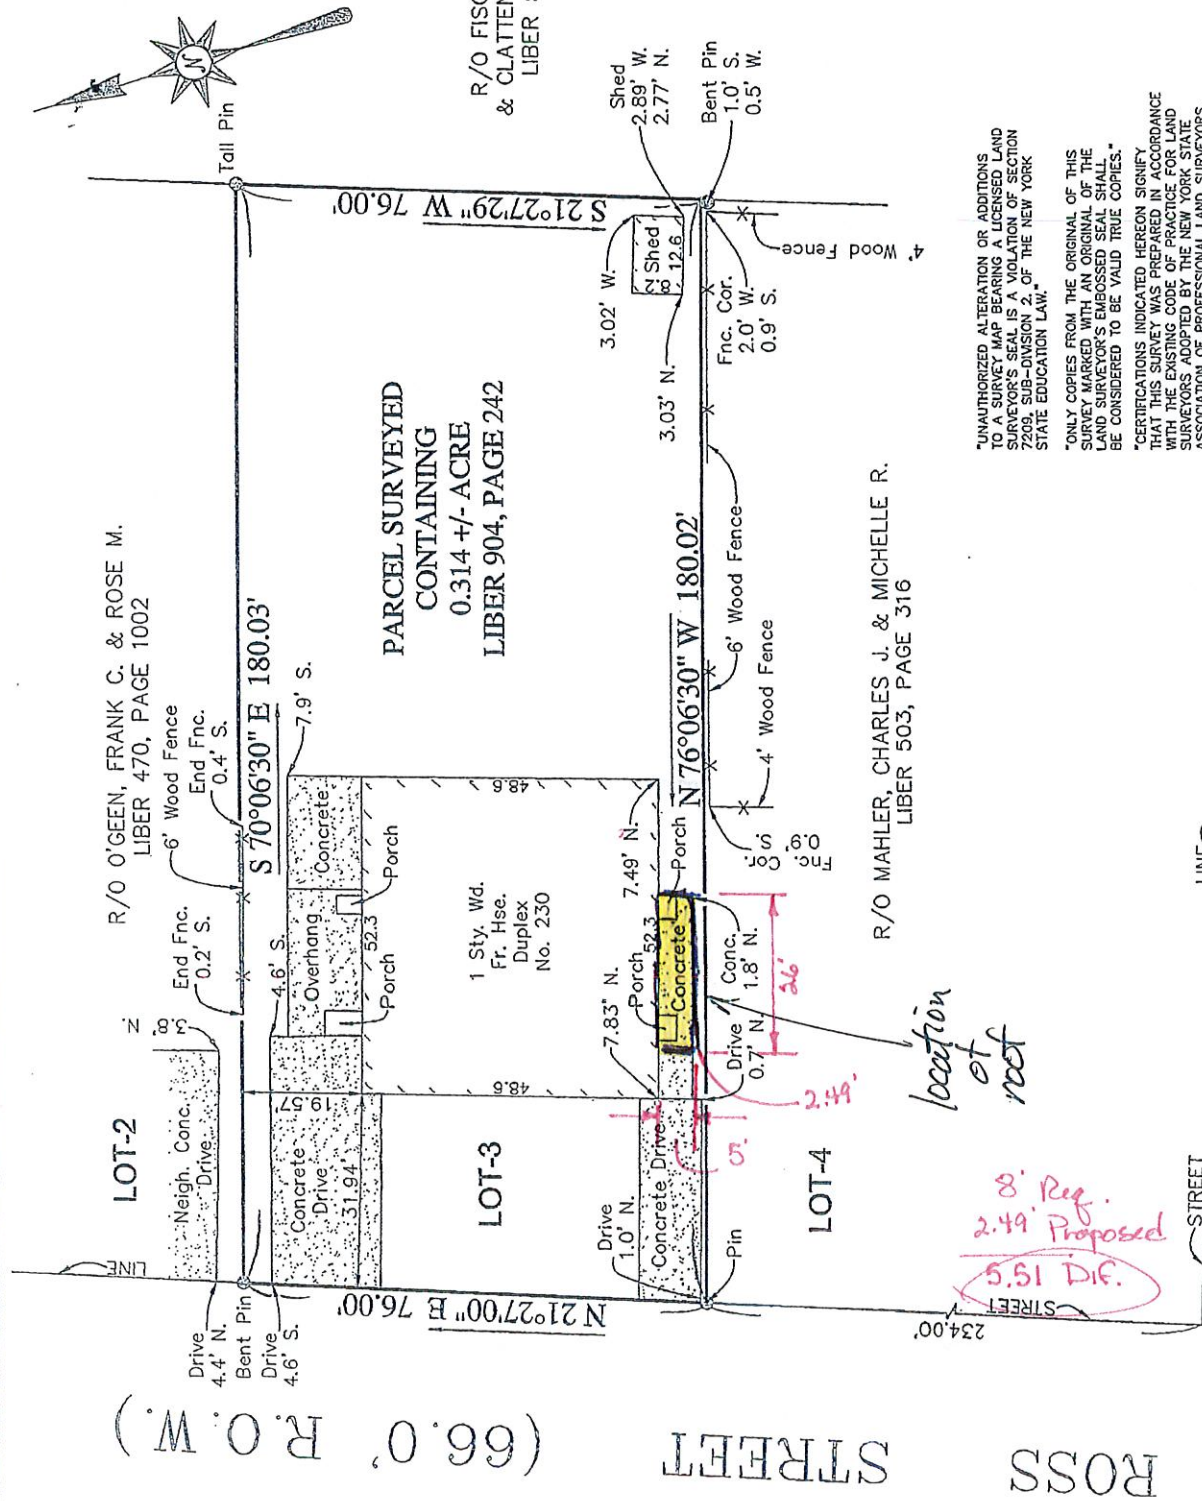 R/O FISC
& CLATTEN
LIBER
N
Tall Pin
R/O O'GEEN, FRANK C. & ROSE M.
LIBER 470, PAGE 1002
6' Wood Fence
End Fnc.
0.4' S.
End Fnc.
0.2' S.
S 70°06'30" E 180.03'
7.9' S.
4.6' S.
3.8' N.
LOT-2
Neigh. Conc.
Drive
LINE
Drive
4.4' N.
Bent Pin
Drive
4.6' S.
Concrete
Drive
19.57'
31.94'
Overhang
Concrete
Porch
Porch
52.3
48.6
48.6
1 Sty. Wd.
Fr. Hse.
Duplex
No. 230
PARCEL SURVEYED
CONTAINING
0.314 +/- ACRE
LIBER 904, PAGE 242
S 21°27'29" W 76.00'
Shed
2.89' W.
2.77' N.
Bent Pin
1.0' S.
0.5' W.
3.02' W.
Shed
8.2
12.6
3.03' N.
Fnc. Cor.
2.0' W.
0.9' S.
4' Wood Fence
N 76°06'30" W 180.02'
6' Wood Fence
4' Wood Fence
Fnc. Cor.
0.9' S.
7.49' N.
Porch
7.83" N.
Porch
52.3
Concrete
Conc.
1.8' N.
Drive
0.7' N.
26'
2.49'
5'
location
of
roof
LOT-3
Concrete Drive
Drive
1.0' N.
Pin
LOT-4
N 21°27'00" E 76.00'
R/O MAHLER, CHARLES J. & MICHELLE R.
LIBER 503, PAGE 316
8' Req.
2.49' Proposed
5.51 Dif.
STREET
234.00'
STREET
LINE
ROSS STREET (66.0' R.O.W.)
"UNAUTHORIZED ALTERATION OR ADDITIONS
TO A SURVEY MAP BEARING A LICENSED LAND
SURVEYOR'S SEAL IS A VIOLATION OF SECTION
7209, SUB-DIVISION 2, OF THE NEW YORK
STATE EDUCATION LAW."
"ONLY COPIES FROM THE ORIGINAL OF THIS
SURVEY MARKED WITH AN ORIGINAL OF THE
LAND SURVEYOR'S EMBOSSED SEAL SHALL
BE CONSIDERED TO BE VALID TRUE COPIES."
"CERTIFICATIONS INDICATED HEREON SIGNIFY
THAT THIS SURVEY WAS PREPARED IN ACCORDANCE
WITH THE EXISTING CODE OF PRACTICE FOR LAND
SURVEYORS ADOPTED BY THE NEW YORK STATE
ASSOCIATION OF PROFESSIONAL LAND SURVEYORS